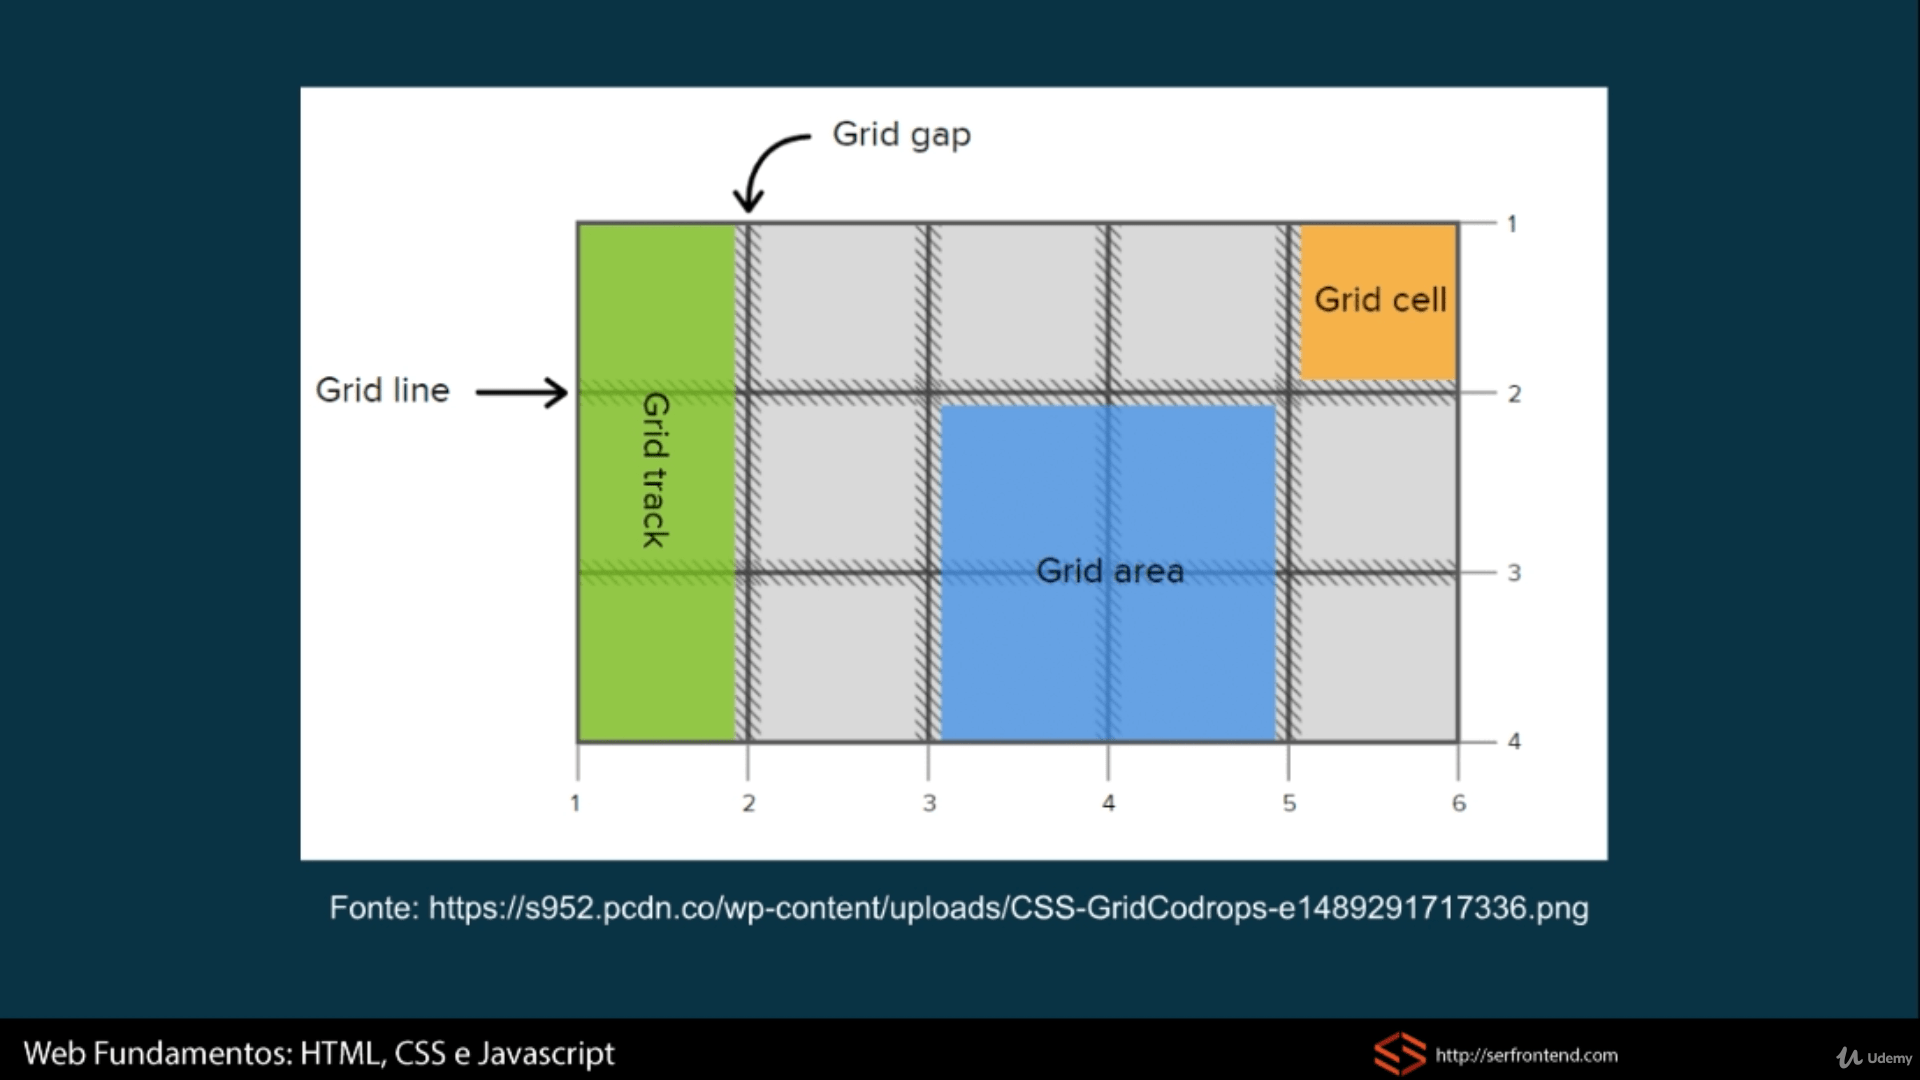 Grid gap
1
Grid cell
Grid line
2
Grid track
3
Grid area
4
1 2 3 4 5 6
Fonte: https://s952.pcdn.co/wp-content/uploads/CSS-GridCodrops-e1489291717336.png
Web Fundamentos: HTML, CSS e Javascript
http://serfrontend.com
Udemy